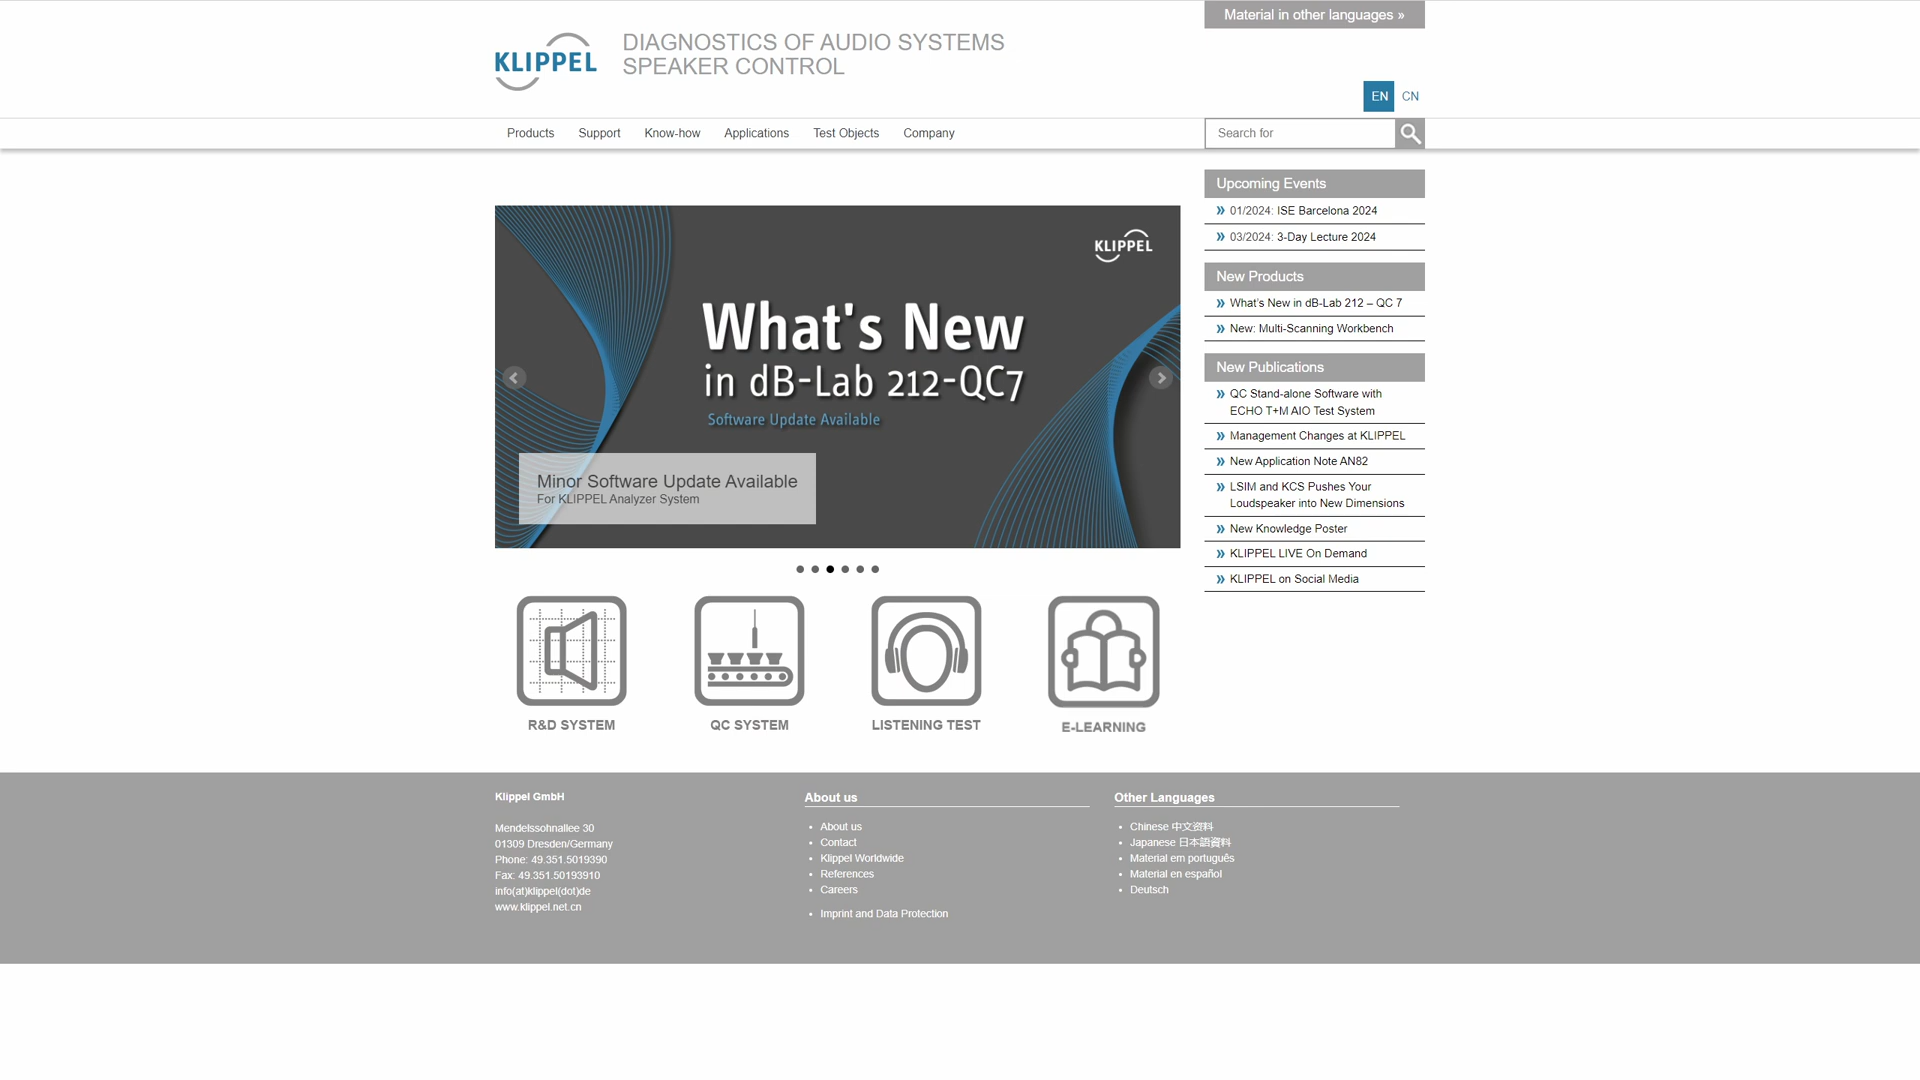 Material in other languages »
KLIPPEL
DIAGNOSTICS OF AUDIO SYSTEMS
SPEAKER CONTROL
EN CN
Products Support Know-how Applications Test Objects Company
Search for
KLIPPEL
What's New
in dB-Lab 212-QC7
Software Update Available
Minor Software Update Available
For KLIPPEL Analyzer System
R&D SYSTEM
QC SYSTEM
LISTENING TEST
E-LEARNING
Upcoming Events
» 01/2024: ISE Barcelona 2024
» 03/2024: 3-Day Lecture 2024
New Products
» What's New in dB-Lab 212 – QC 7
» New: Multi-Scanning Workbench
New Publications
» QC Stand-alone Software with
ECHO T+M AIO Test System
» Management Changes at KLIPPEL
» New Application Note AN82
» LSIM and KCS Pushes Your
Loudspeaker into New Dimensions
» New Knowledge Poster
» KLIPPEL LIVE On Demand
» KLIPPEL on Social Media
Klippel GmbH
Mendelssohnallee 30
01309 Dresden/Germany
Phone: 49.351.5019390
Fax: 49.351.50193910
info(at)klippel(dot)de
www.klippel.net.cn
About us
• About us
• Contact
• Klippel Worldwide
• References
• Careers
• Imprint and Data Protection
Other Languages
• Chinese 中文资料
• Japanese 日本語資料
• Material em português
• Material en español
• Deutsch